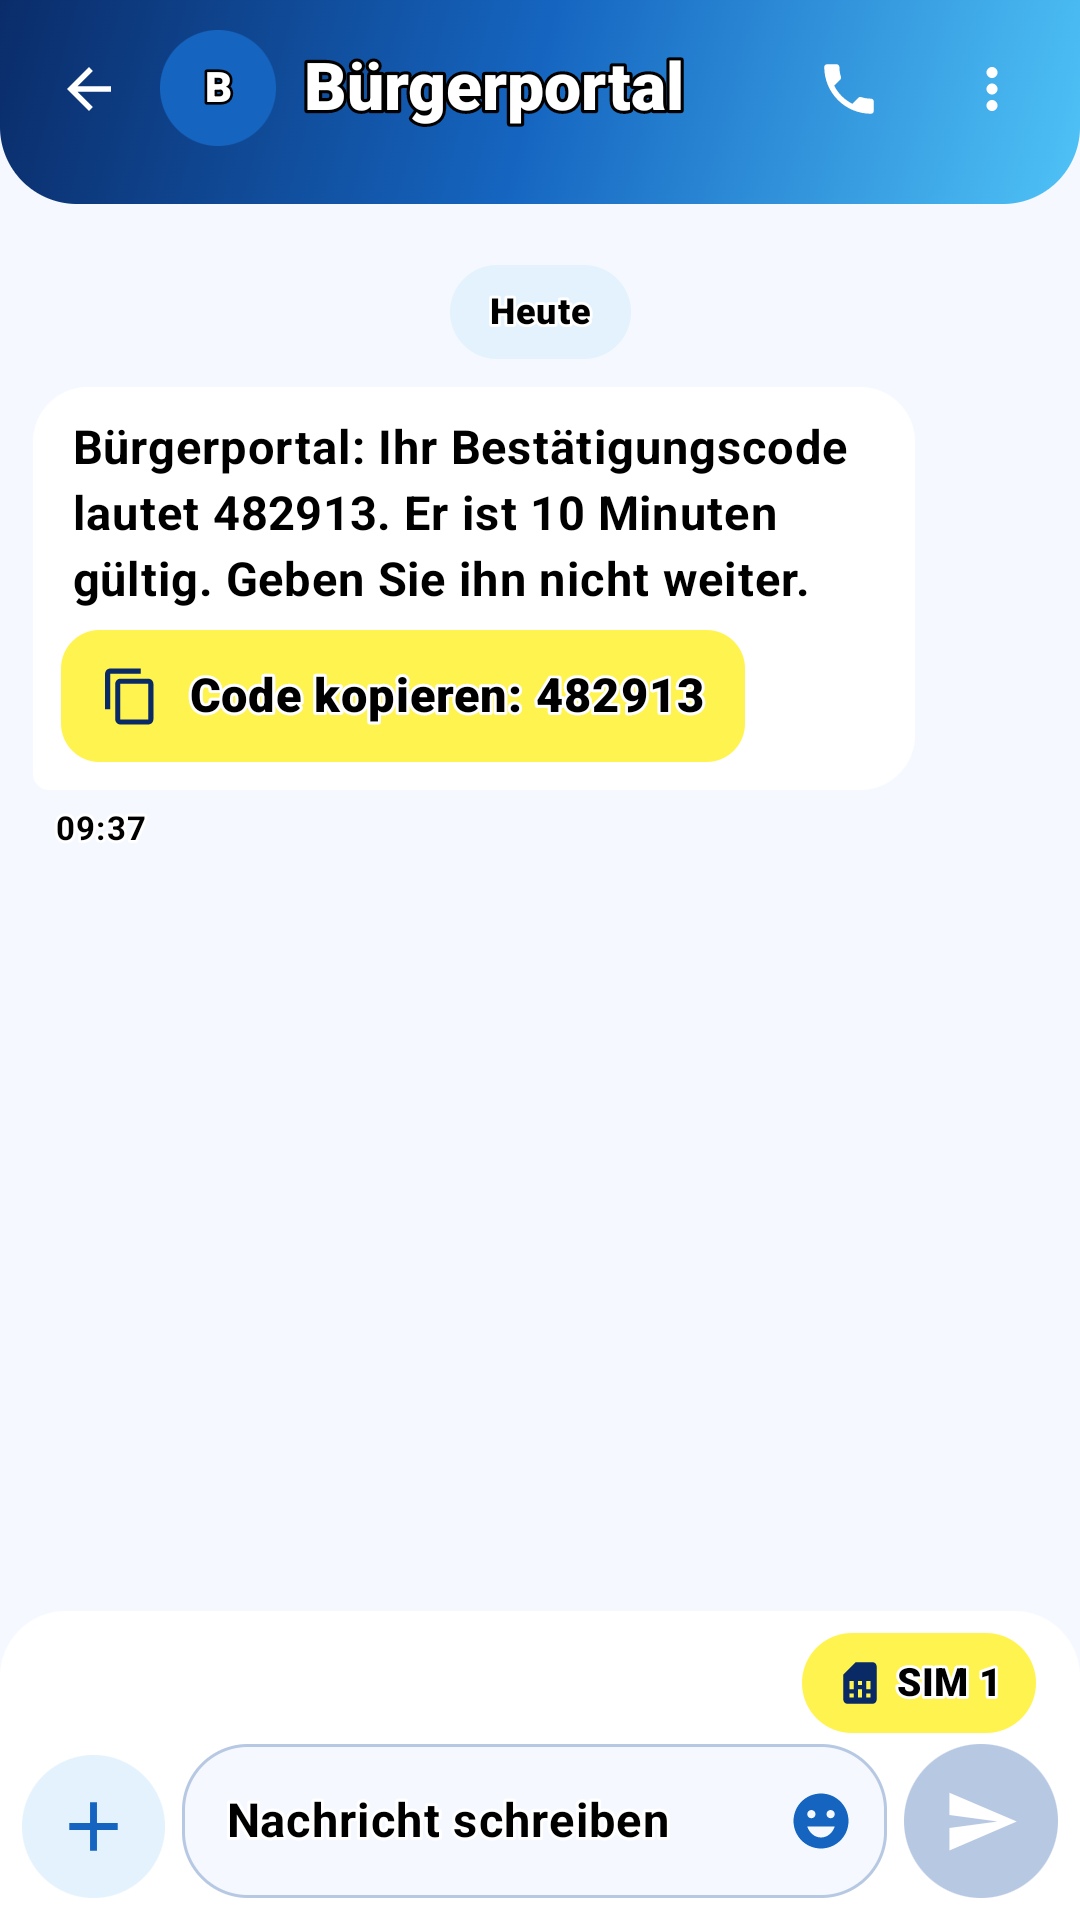 B
Bürgerportal
Heute
Bürgerportal: Ihr Bestätigungscode
lautet 482913. Er ist 10 Minuten
gültig. Geben Sie ihn nicht weiter.
Code kopieren: 482913
09:37
SIM 1
Nachricht schreiben